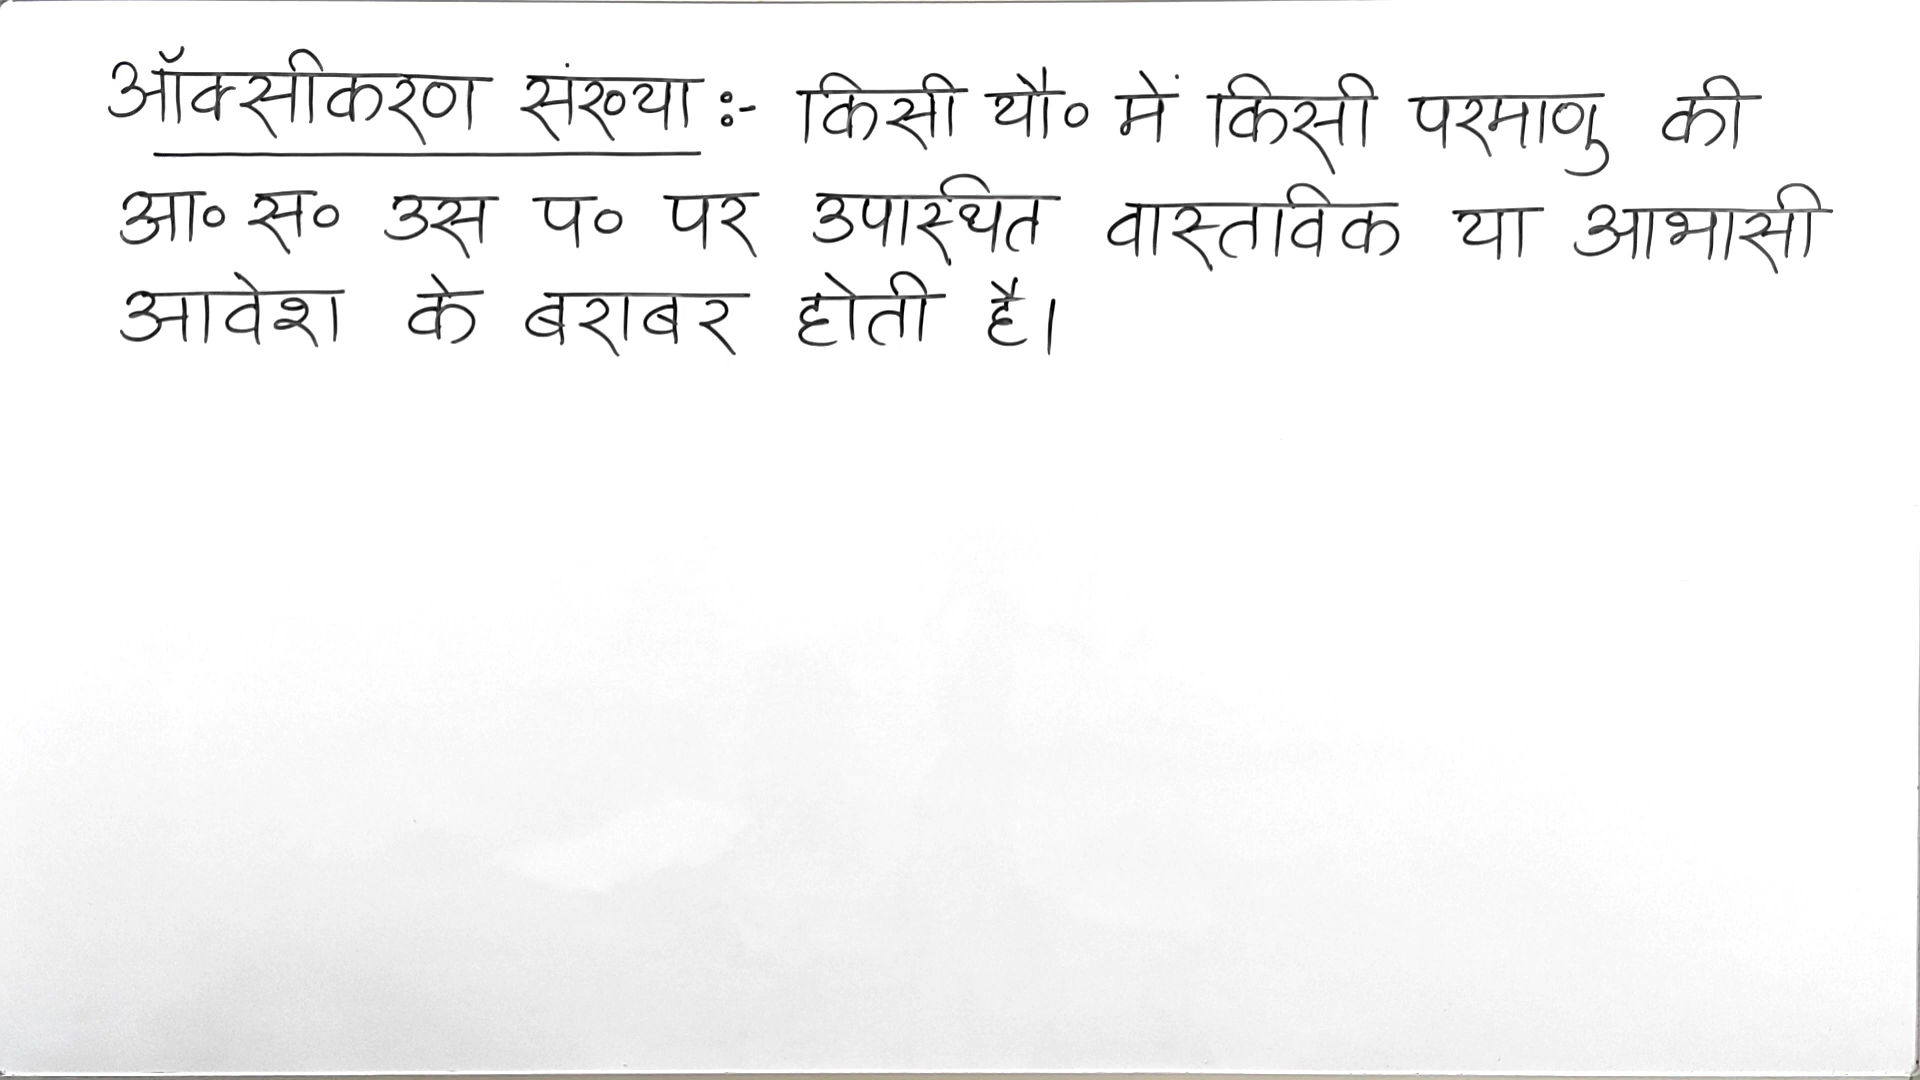 ऑक्सीकरण संख्या :- किसी यौ० में किसी परमाणु की
आ० स० उस प० पर उपस्थित वास्तविक या आभासी
आवेश के बराबर होती है।